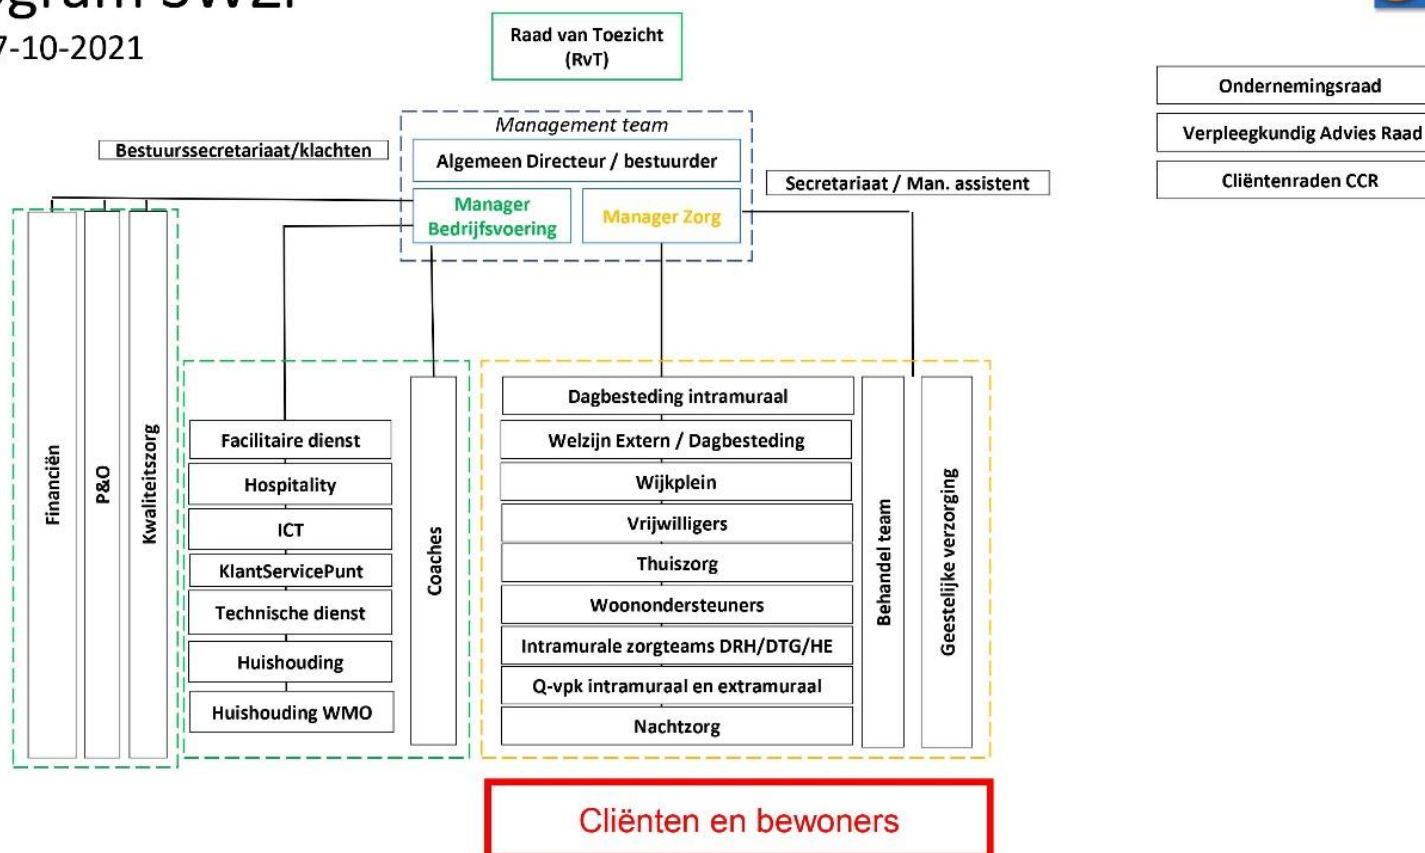 7-10-2021
Raad van Toezicht
(RvT)
Ondernemingsraad
Verpleegkundig Advies Raad
Cliëntenraden CCR
Management team
Bestuurssecretariaat/klachten
Algemeen Directeur / bestuurder
Secretariaat / Man. assistent
Manager
Bedrijfsvoering
Manager Zorg
Financiën
P&O
Kwaliteitszorg
Facilitaire dienst
Hospitality
ICT
KlantServicePunt
Technische dienst
Huishouding
Huishouding WMO
Coaches
Dagbesteding intramuraal
Welzijn Extern / Dagbesteding
Wijkplein
Vrijwilligers
Thuiszorg
Woonondersteuners
Intramurale zorgteams DRH/DTG/HE
Q-vpk intramuraal en extramuraal
Nachtzorg
Behandel team
Geestelijke verzorging
Cliënten en bewoners